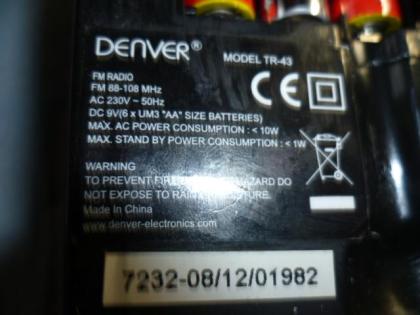 DENVER®
MODEL TR-43
FM RADIO
FM 88-108 MHz
AC 230V ~ 50Hz
DC 9V(6 x UM3 "AA" SIZE BATTERIES)
MAX. AC POWER CONSUMPTION : < 10W
MAX. STAND BY POWER CONSUMPTION : < 1W
CE
WARNING
TO PREVENT FIRE HAZARD DO
NOT EXPOSE TO RAIN
Made In China
www.denver-electronics.com
7232-08/12/01982